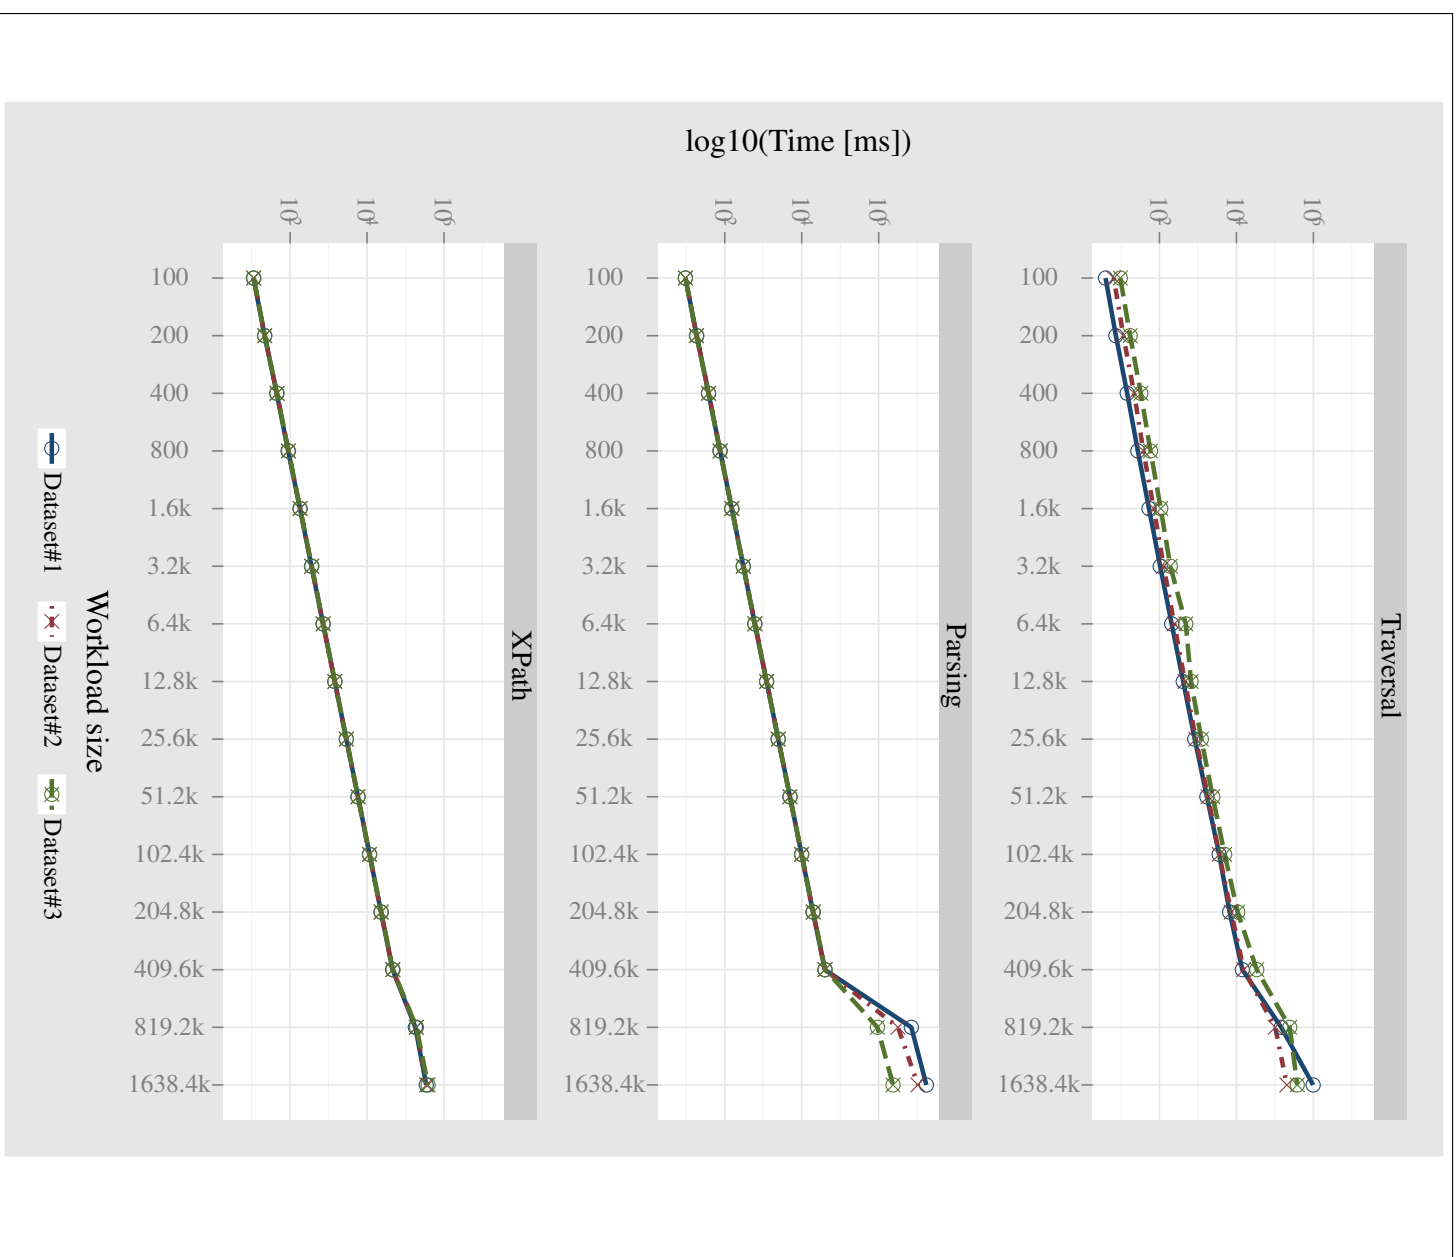 log10(Time [ms])
10²
10⁴
10⁶
10²
10⁴
10⁶
10²
10⁴
10⁶
Traversal
100
200
400
800
1.6k
3.2k
6.4k
12.8k
25.6k
51.2k
102.4k
204.8k
409.6k
819.2k
1638.4k
Parsing
100
200
400
800
1.6k
3.2k
6.4k
12.8k
25.6k
51.2k
102.4k
204.8k
409.6k
819.2k
1638.4k
XPath
100
200
400
800
1.6k
3.2k
6.4k
12.8k
25.6k
51.2k
102.4k
204.8k
409.6k
819.2k
1638.4k
Workload size
Dataset#1 Dataset#2 Dataset#3